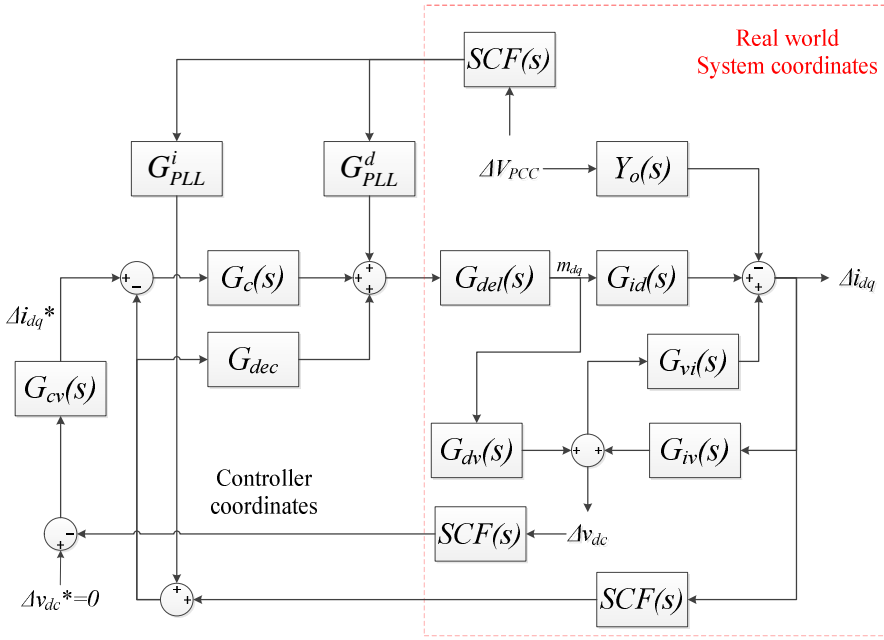 Real world
System coordinates
SCF(s)
G^i_PLL
G^d_PLL
ΔV_PCC
Y_o(s)
+
−
G_c(s)
+
+
+
G_del(s)
m_dq
G_id(s)
−
+
+
Δi_dq
Δi_dq*
G_dec
G_vi(s)
G_cv(s)
G_dv(s)
+
+
G_iv(s)
Controller
coordinates
−
+
SCF(s)
Δv_dc
Δv_dc*=0
+
+
SCF(s)